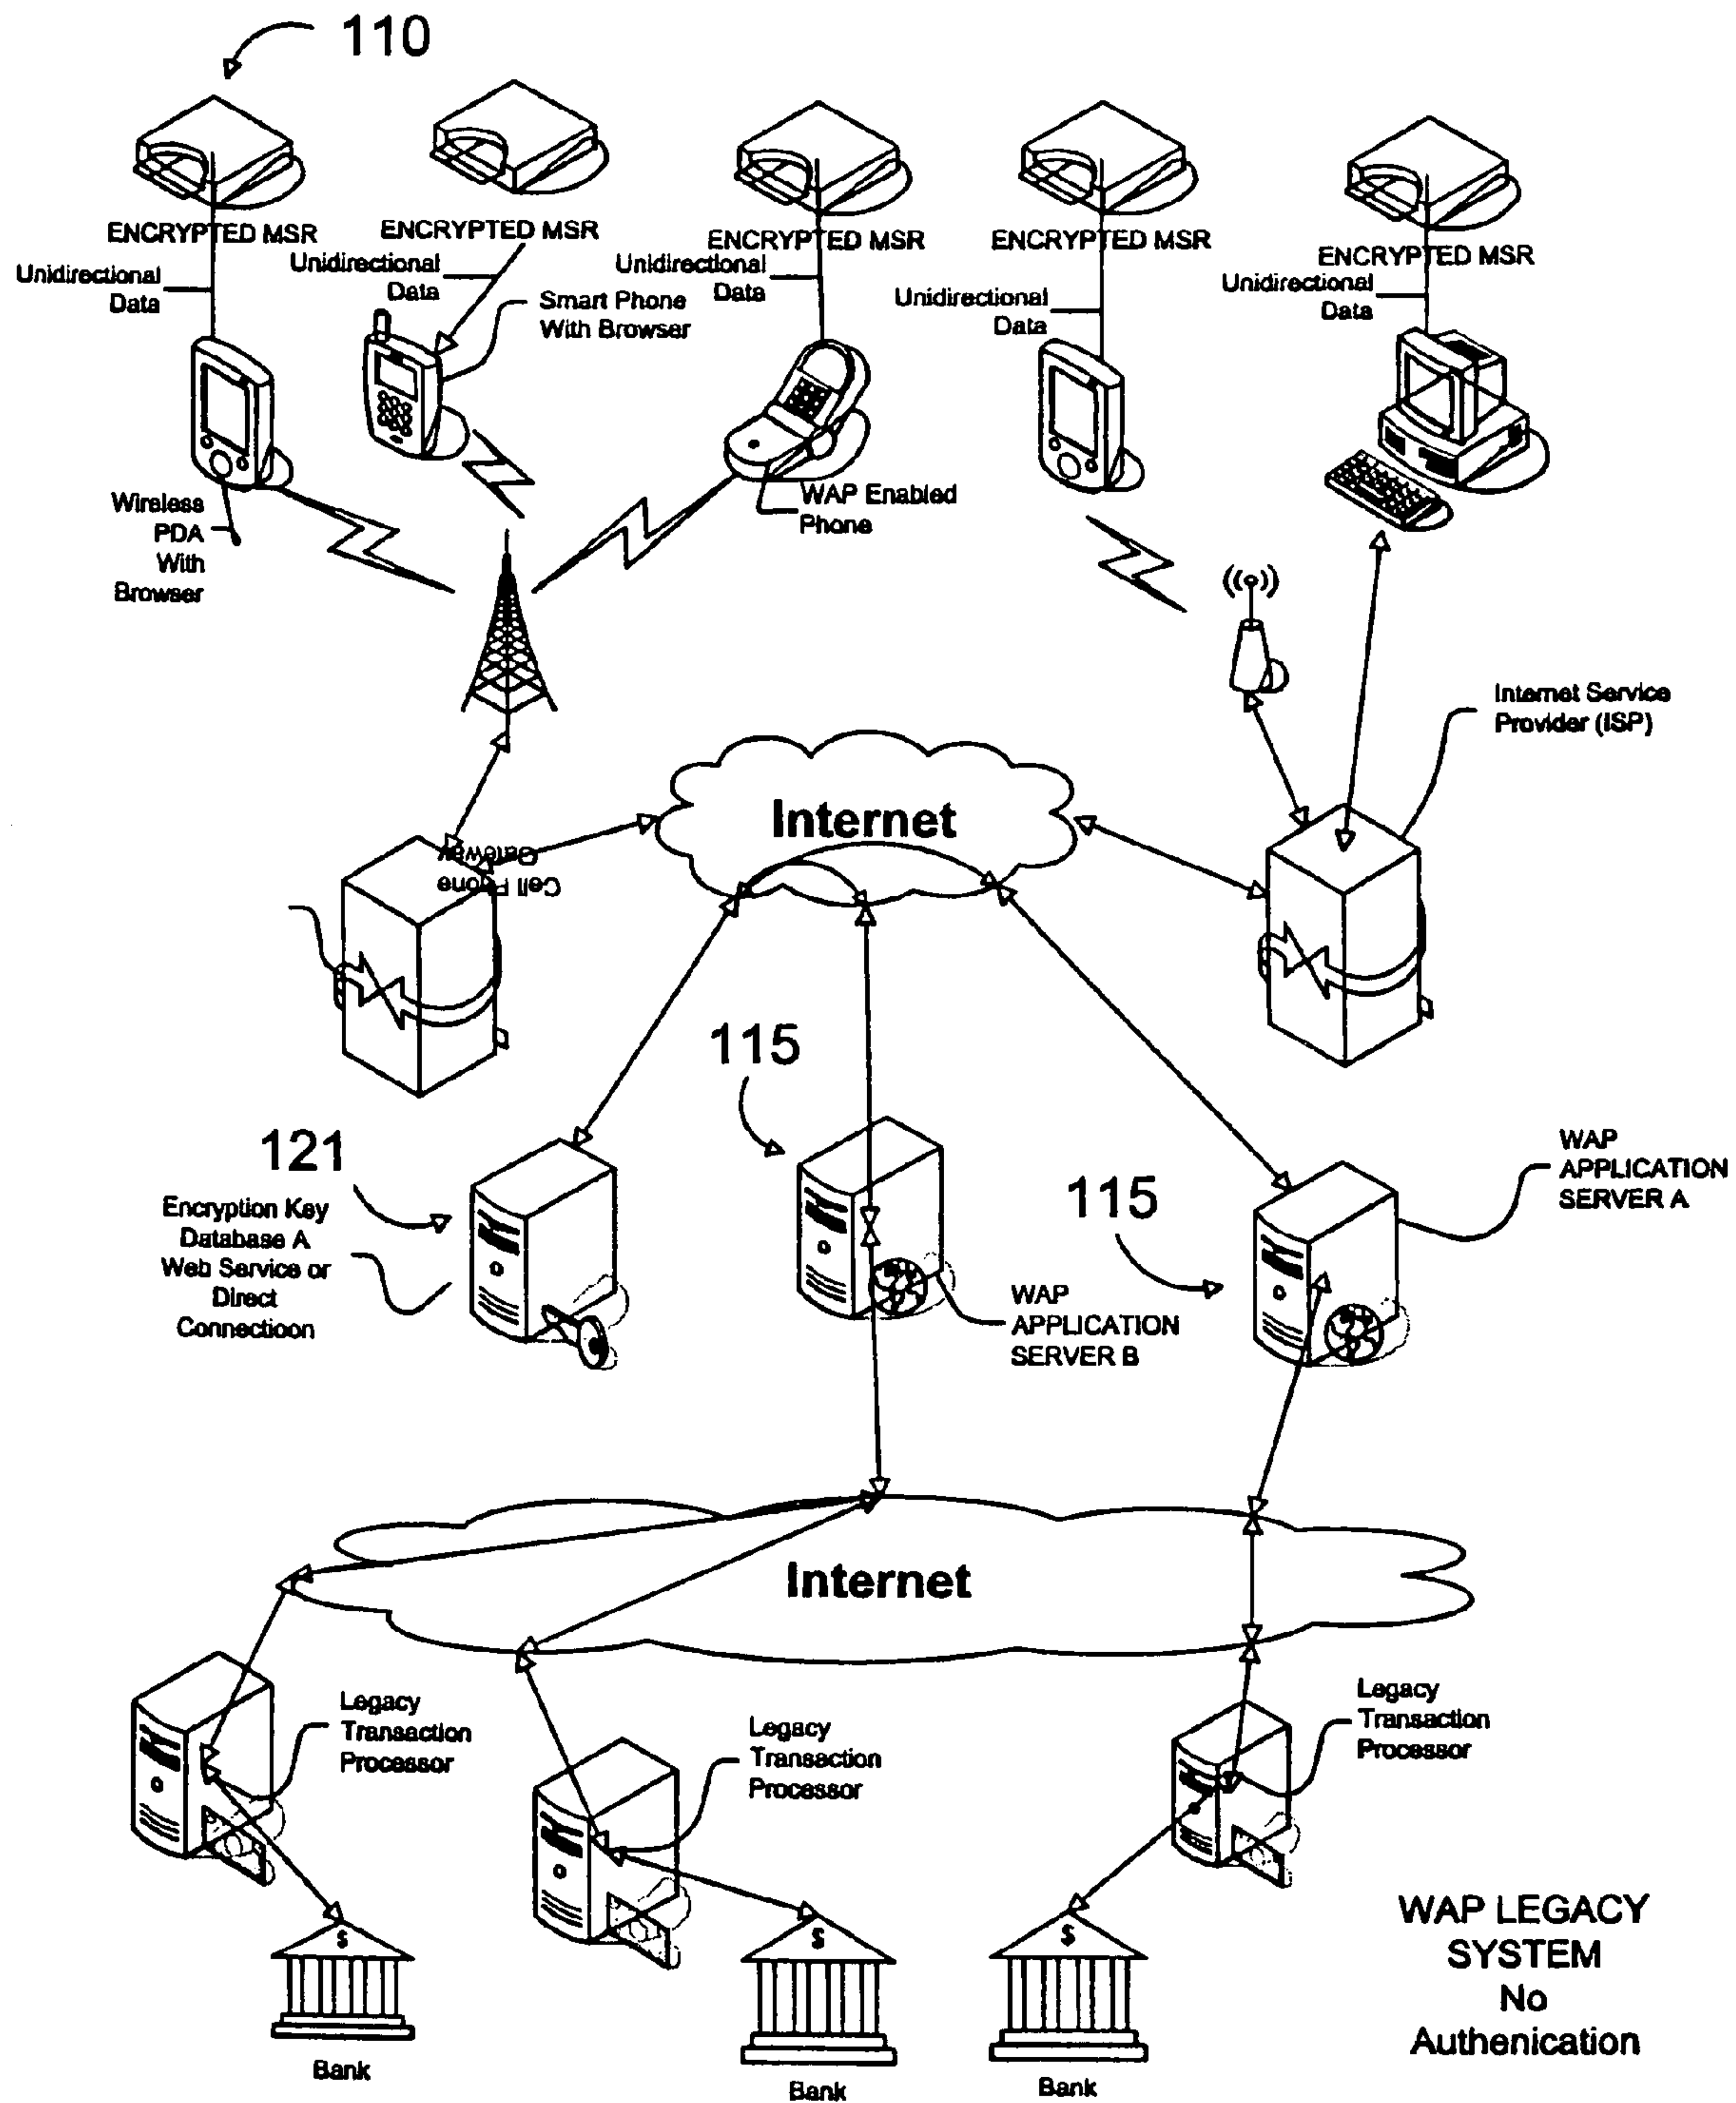 110
ENCRYPTED MSR
ENCRYPTED MSR
ENCRYPTED MSR
ENCRYPTED MSR
ENCRYPTED MSR
Unidirectional
Data
Unidirectional
Data
Unidirectional
Data
Unidirectional
Data
Unidirectional
Data
Smart Phone
With Browser
Wireless
PDA
With
Browser
WAP Enabled
Phone
Internet Service
Provider (ISP)
Internet
Cell Phone
Gateway
115
121
Encryption Key
Database A
Web Service or
Direct
Connectioon
115
WAP
APPLICATION
SERVER A
WAP
APPLICATION
SERVER B
Internet
Legacy
Transaction
Processor
Legacy
Transaction
Processor
Legacy
Transaction
Processor
$
$
$
Bank
Bank
Bank
WAP LEGACY
SYSTEM
No
Authenication